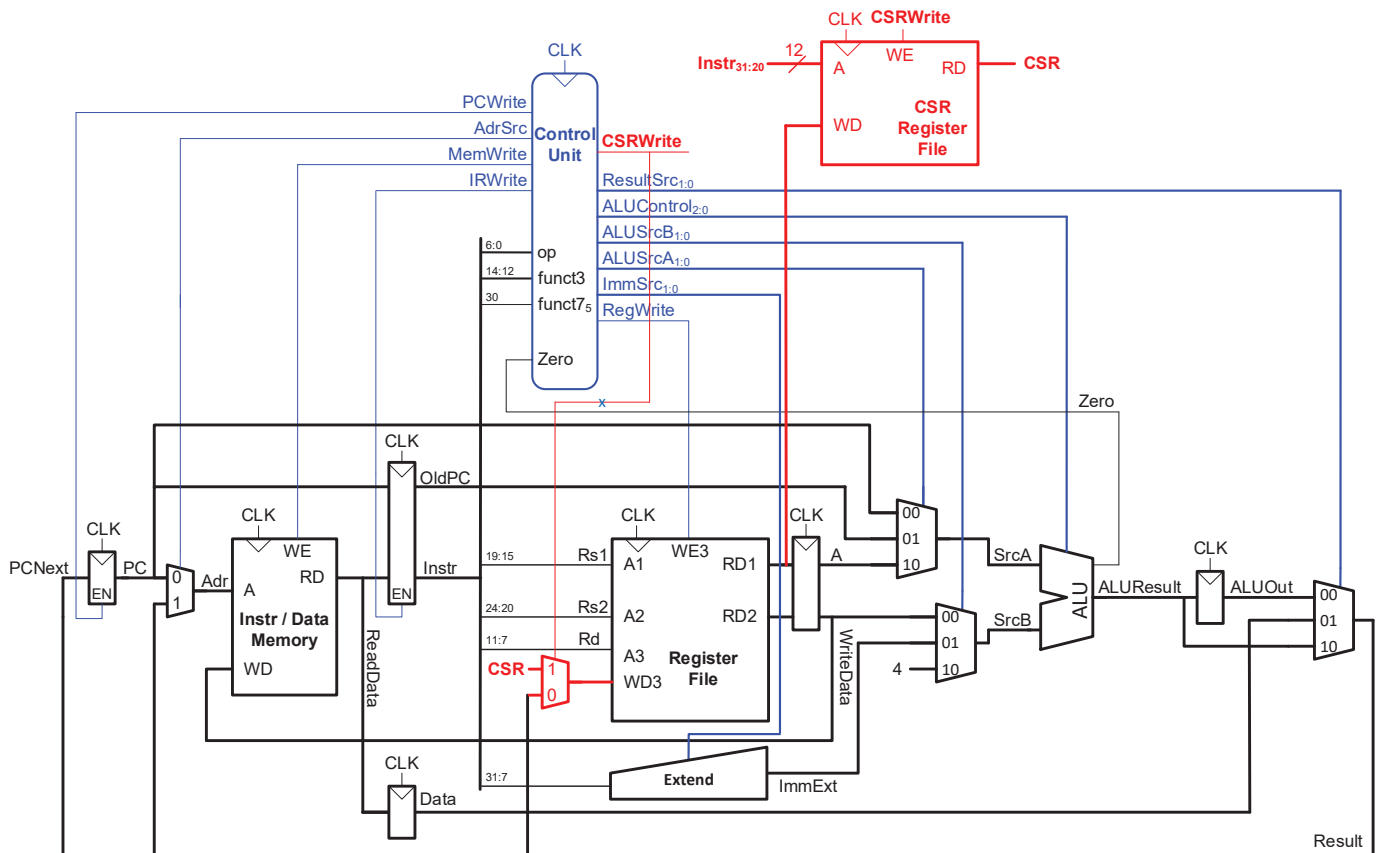 CLK
CSRWrite
CLK
12
Instr31:20
A
WE
RD
CSR
WD
CSR
Register
File
PCWrite
AdrSrc
MemWrite
IRWrite
Control
Unit
CSRWrite
ResultSrc1:0
ALUControl2:0
ALUSrcB1:0
ALUSrcA1:0
ImmSrc1:0
RegWrite
6:0
op
14:12
funct3
30
funct75
Zero
x
Zero
CLK
OldPC
CLK
CLK
CLK
CLK
CLK
PCNext
PC
EN
0
1
Adr
A
WE
RD
Instr / Data
Memory
WD
ReadData
EN
Instr
19:15
Rs1
A1
WE3
RD1
A
24:20
Rs2
A2
RD2
11:7
Rd
A3
Register
File
CSR
1
0
WD3
WriteData
00
01
10
SrcA
00
01
10
4
SrcB
ALU
ALUResult
ALUOut
00
01
10
31:7
Extend
ImmExt
CLK
Data
Result